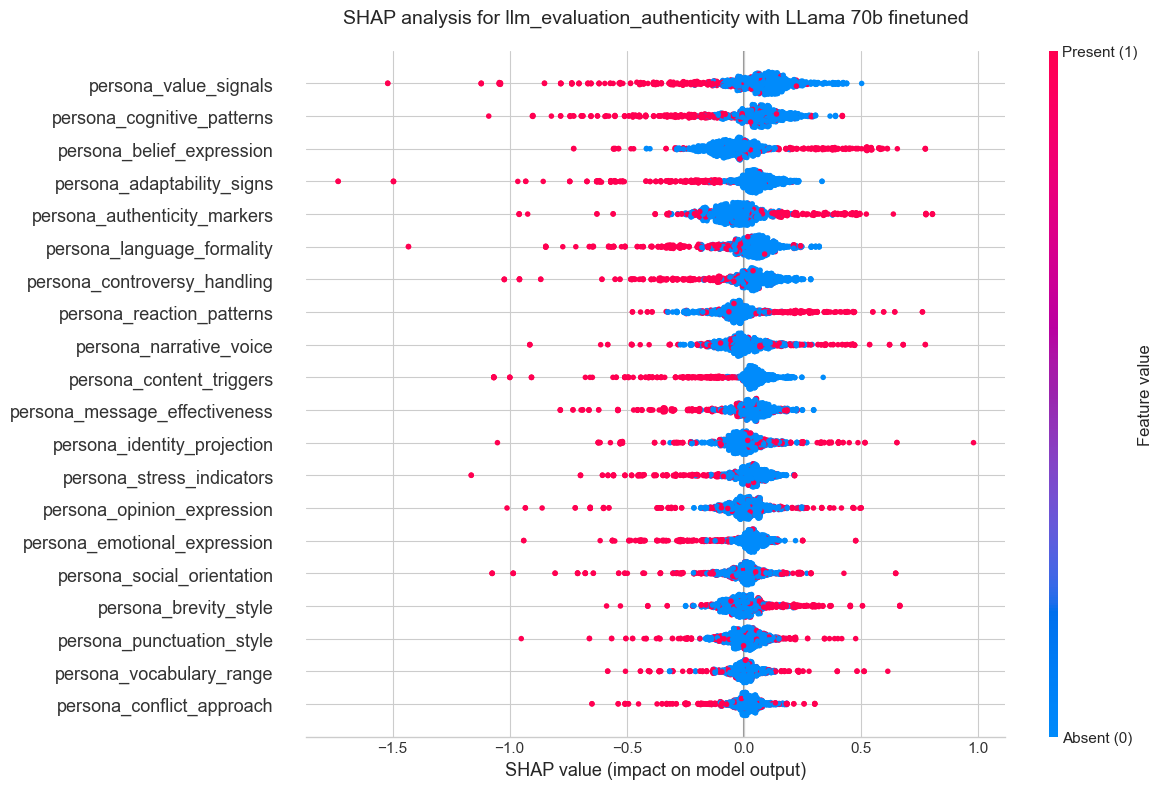 SHAP analysis for llm_evaluation_authenticity with LLama 70b finetuned
Present (1)
persona_value_signals
persona_cognitive_patterns
persona_belief_expression
persona_adaptability_signs
persona_authenticity_markers
persona_language_formality
persona_controversy_handling
persona_reaction_patterns
persona_narrative_voice
persona_content_triggers
persona_message_effectiveness
persona_identity_projection
persona_stress_indicators
persona_opinion_expression
persona_emotional_expression
persona_social_orientation
persona_brevity_style
persona_punctuation_style
persona_vocabulary_range
persona_conflict_approach
Feature value
Absent (0)
−1.5 −1.0 −0.5 0.0 0.5 1.0
SHAP value (impact on model output)